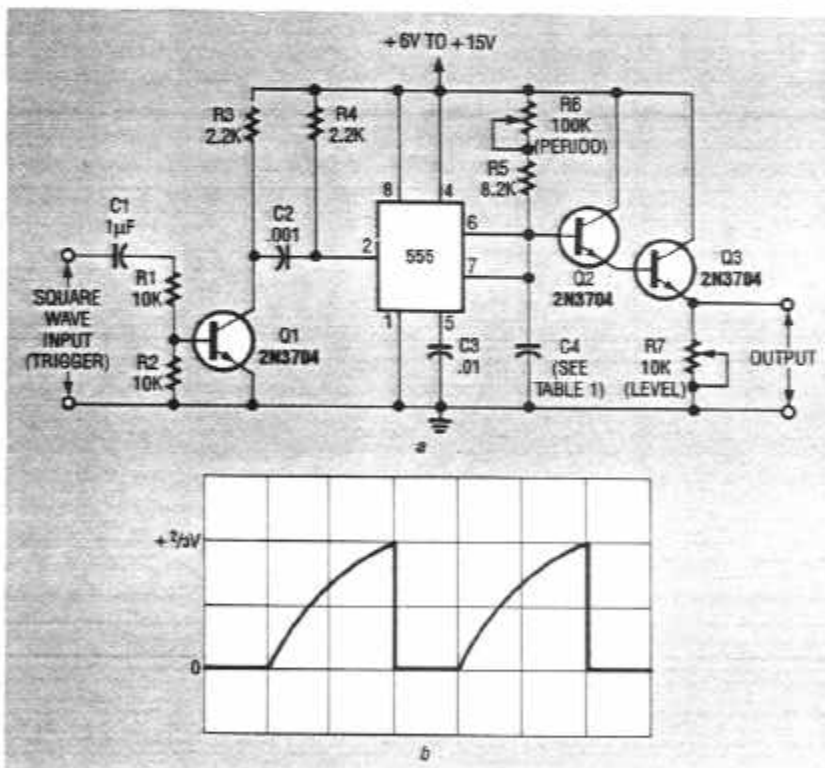 +6V TO +15V
R3
2.2K
R4
2.2K
R6
100K
(PERIOD)
R5
8.2K
C1
1µF
C2
.001
8
4
2
555
6
7
1
5
Q2
2N3704
Q3
2N3704
SQUARE
WAVE
INPUT
(TRIGGER)
R1
10K
R2
10K
Q1
2N3704
C3
.01
C4
(SEE
TABLE 1)
R7
10K
(LEVEL)
OUTPUT
a
+ 2/3V
0
b